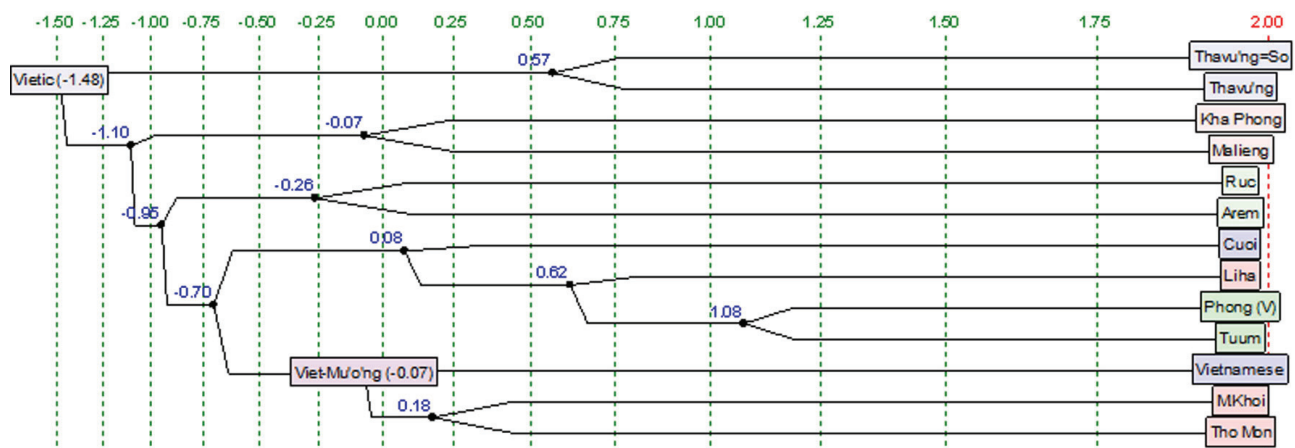 -1.50 -1.25 -1.00 -0.75 -0.50 -0.25 0.00 0.25 0.50 0.75 1.00 1.25 1.50 1.75 2.00
0.57
Thavu'ng=So
Vietic (-1.48)
Thavu'ng
-1.10
-0.07
Kha Phong
Malieng
-0.26
Ruc
-0.95
Arem
0.08
Cuoi
0.62
Liha
-0.70
1.08
Phong (V)
Tuum
Viet-Mu'o'ng (-0.07)
Vietnamese
0.18
MKhoi
Tho Mon